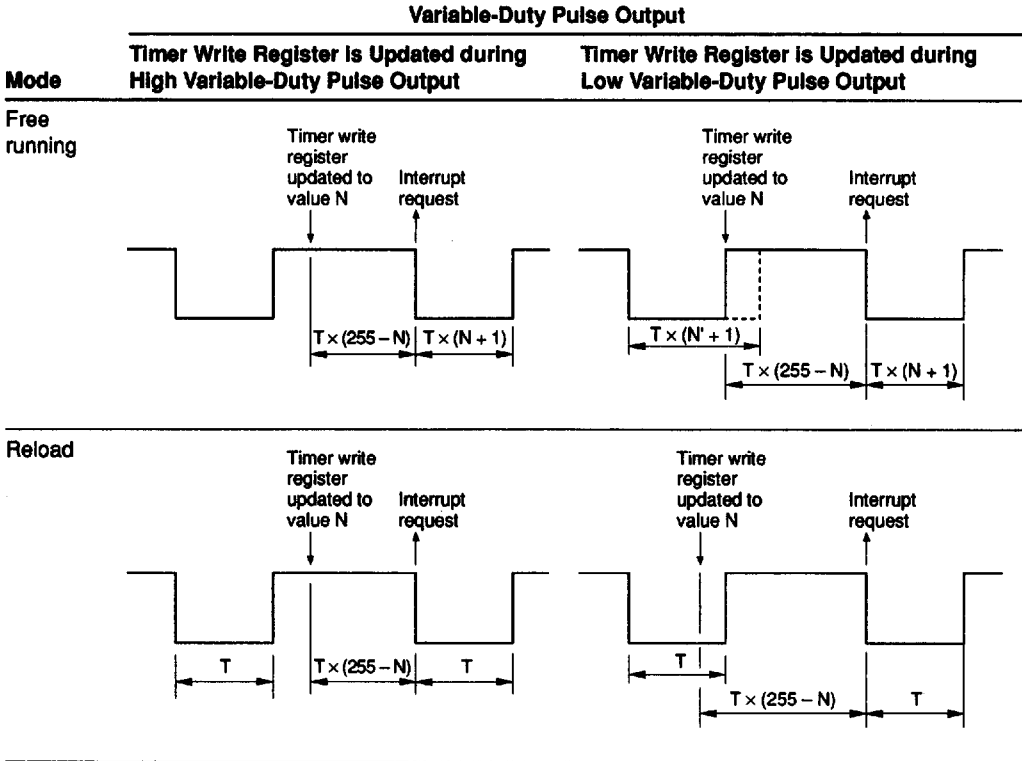 Variable-Duty Pulse Output
Mode
Timer Write Register is Updated during
High Variable-Duty Pulse Output
Timer Write Register is Updated during
Low Variable-Duty Pulse Output
Free
running
Timer write
register
updated to
value N
Interrupt
request
T × (255 – N)
T × (N + 1)
Timer write
register
updated to
value N
Interrupt
request
T × (N' + 1)
T × (255 – N)
T × (N + 1)
Reload
Timer write
register
updated to
value N
Interrupt
request
T
T × (255 – N)
T
Timer write
register
updated to
value N
Interrupt
request
T
T × (255 – N)
T